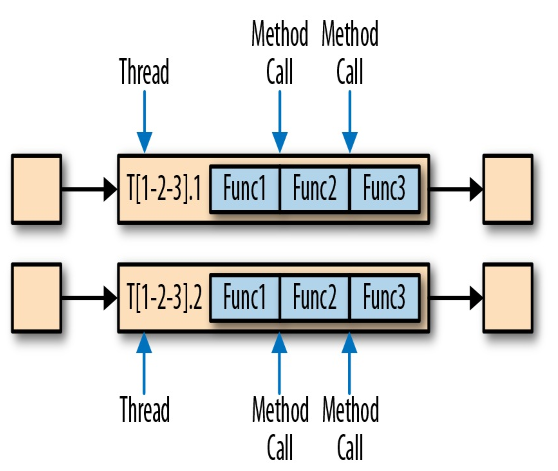 Method Method
Thread Call Call
T[1-2-3].1 Func1 Func2 Func3
T[1-2-3].2 Func1 Func2 Func3
Thread Method Method
Call Call